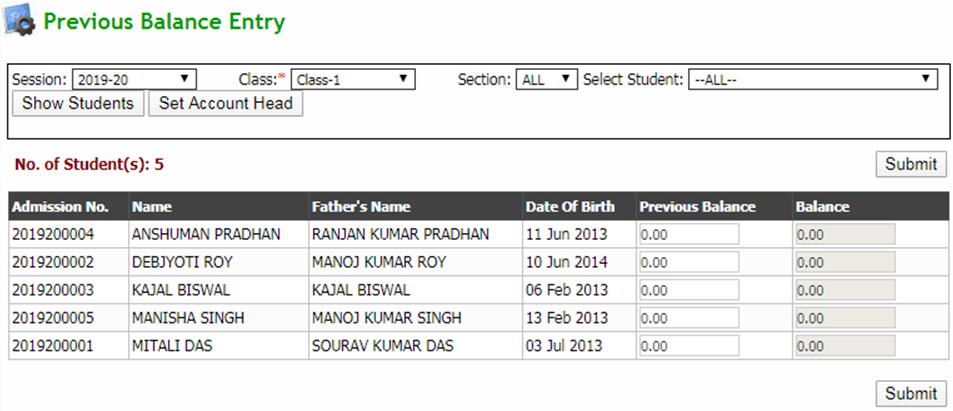 Previous Balance Entry
Session: 2019-20 Class:* Class-1 Section: ALL Select Student: --ALL--
Show Students Set Account Head
No. of Student(s): 5 Submit
Admission No. Name Father's Name Date Of Birth Previous Balance Balance
2019200004 ANSHUMAN PRADHAN RANJAN KUMAR PRADHAN 11 Jun 2013 0.00 0.00
2019200002 DEBJYOTI ROY MANOJ KUMAR ROY 10 Jun 2014 0.00 0.00
2019200003 KAJAL BISWAL KAJAL BISWAL 06 Feb 2013 0.00 0.00
2019200005 MANISHA SINGH MANOJ KUMAR SINGH 13 Feb 2013 0.00 0.00
2019200001 MITALI DAS SOURAV KUMAR DAS 03 Jul 2013 0.00 0.00
Submit